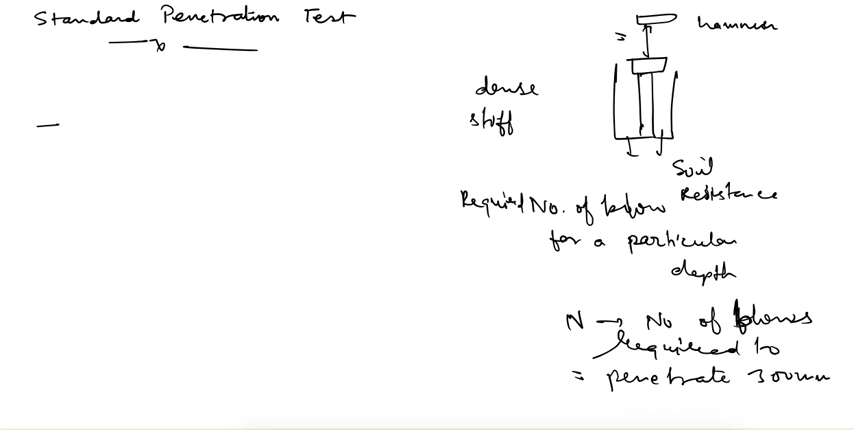 Standard Penetration Test
hammer
=
dense
stiff
Soil
Resistance
Required No. of blow
for a particular
depth
N → No of blows
required to
= penetrate 300mm